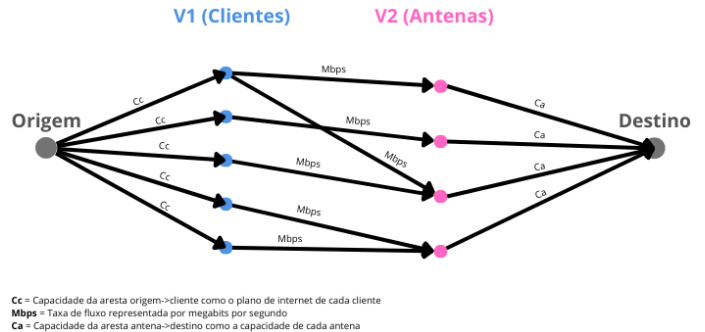 V1 (Clientes) V2 (Antenas)
Mbps
Cc
Ca
Origem
Cc
Mbps
Ca
Destino
Cc
Mbps
Mbps
Ca
Cc
Cc
Mbps
Ca
Mbps
Cc = Capacidade da aresta origem->cliente como o plano de internet de cada cliente
Mbps = Taxa de fluxo representada por megabits por segundo
Ca = Capacidade da aresta antena->destino como a capacidade de cada antena